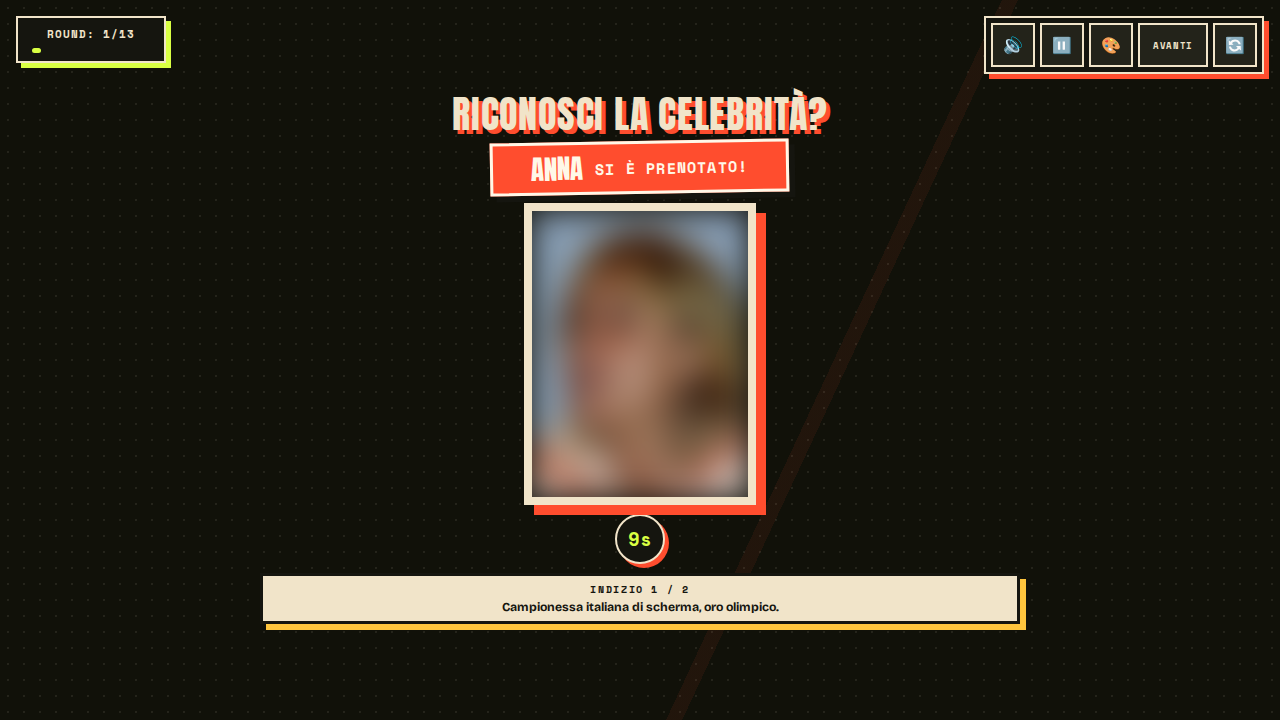 ROUND: 1/13
AVANTI
RICONOSCI LA CELEBRITÀ?
ANNA SI È PRENOTATO!
9s
INDIZIO 1 / 2
Campionessa italiana di scherma, oro olimpico.